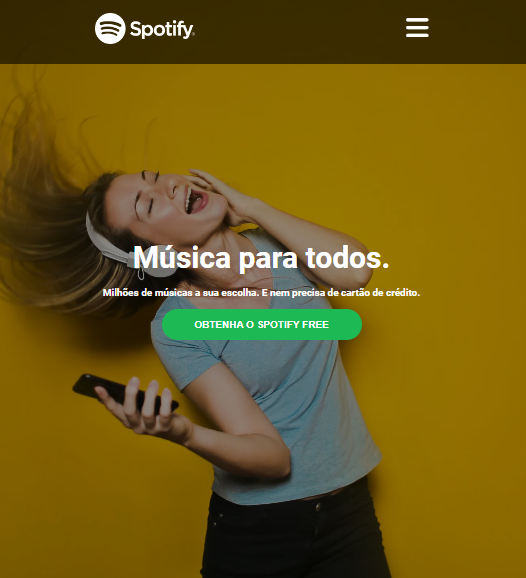 Spotify
Música para todos.
Milhões de músicas a sua escolha. E nem precisa de cartão de crédito.
OBTENHA O SPOTIFY FREE